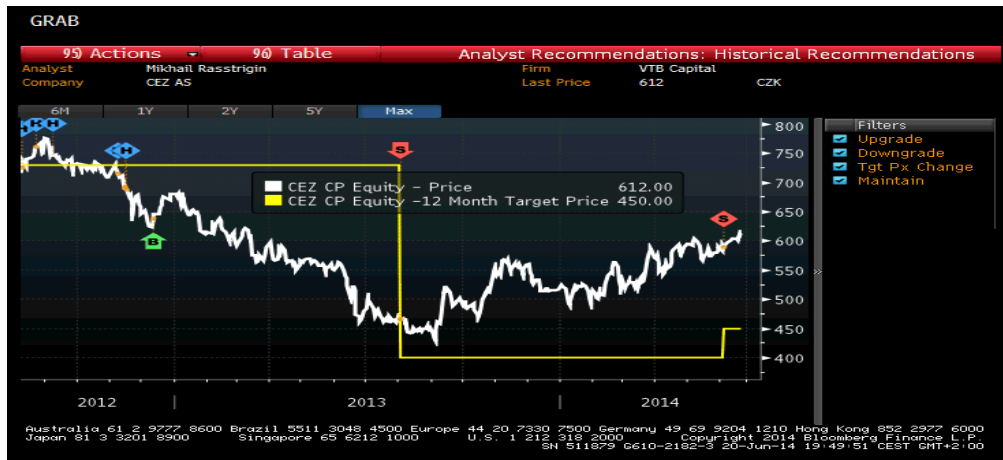 GRAB
95) Actions 96) Table Analyst Recommendations: Historical Recommendations
Analyst Mikhail Rasstrigin Firm VTB Capital
Company CEZ AS Last Price 612 CZK
6M 1Y 2Y 5Y Max
Filters
Upgrade
Downgrade
Tgt Px Change
Maintain
H H H
S
CEZ CP Equity - Price 612.00
CEZ CP Equity -12 Month Target Price 450.00
S
B
800
750
700
650
600
550
500
450
400
2012 2013 2014
Australia 61 2 9777 8600 Brazil 5511 3048 4500 Europe 44 20 7330 7500 Germany 49 69 9204 1210 Hong Kong 852 2977 6000
Japan 81 3 3201 8900 Singapore 65 6212 1000 U.S. 1 212 318 2000 Copyright 2014 Bloomberg Finance L.P.
SN 511879 G610-2182-3 20-Jun-14 19:49:51 CEST GMT+2:00